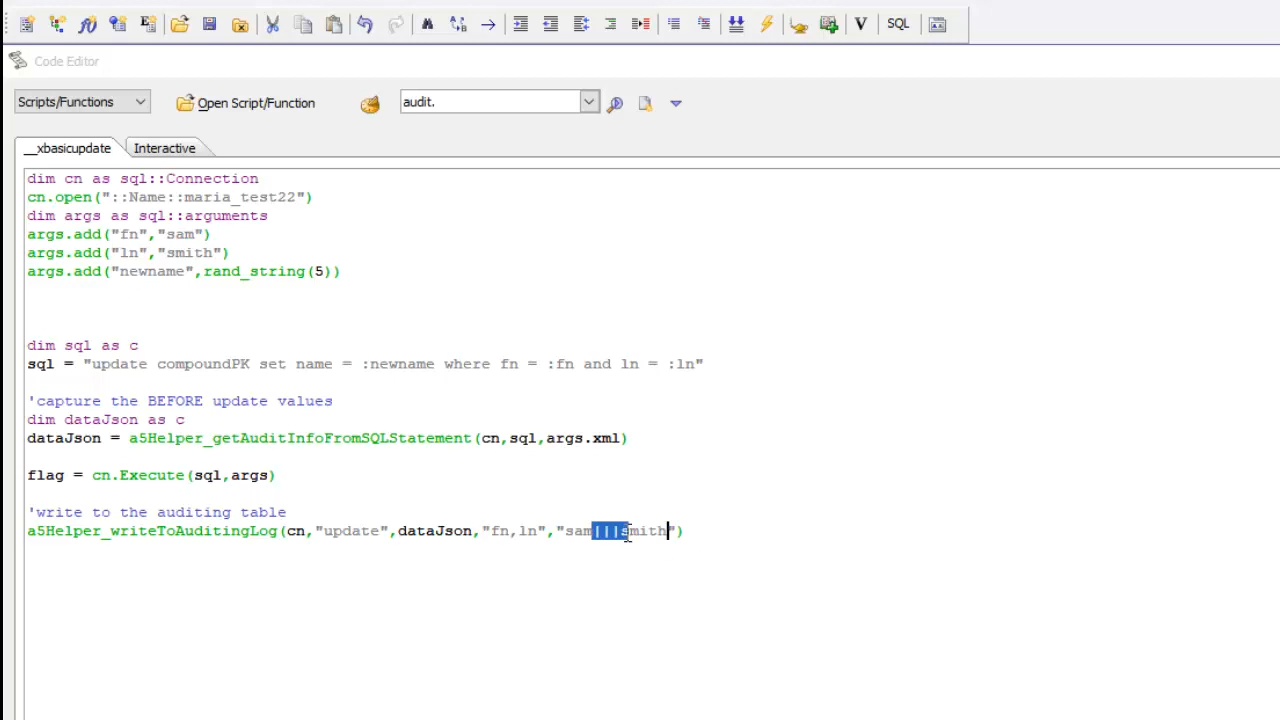 V SQL
Code Editor
Scripts/Functions Open Script/Function audit.
__xbasicupdate Interactive
dim cn as sql::Connection
cn.open("::Name::maria_test22")
dim args as sql::arguments
args.add("fn","sam")
args.add("ln","smith")
args.add("newname",rand_string(5))
dim sql as c
sql = "update compoundPK set name = :newname where fn = :fn and ln = :ln"
'capture the BEFORE update values
dim dataJson as c
dataJson = a5Helper_getAuditInfoFromSQLStatement(cn,sql,args.xml)
flag = cn.Execute(sql,args)
'write to the auditing table
a5Helper_writeToAuditingLog(cn,"update",dataJson,"fn,ln","sam|||smith")